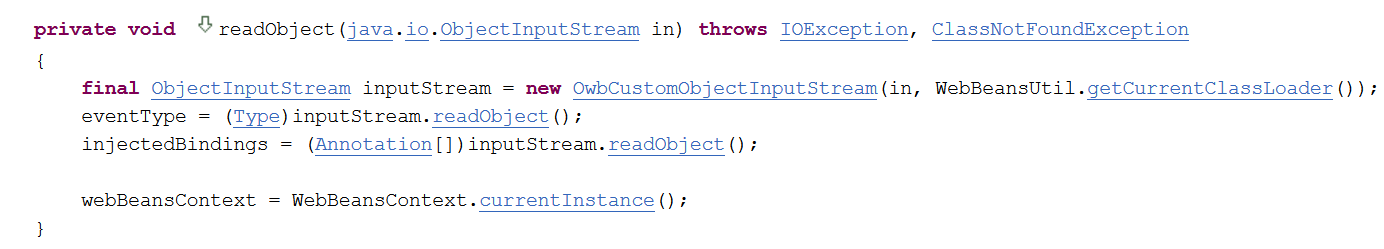 private void readObject(java.io.ObjectInputStream in) throws IOException, ClassNotFoundException
{
final ObjectInputStream inputStream = new OwbCustomObjectInputStream(in, WebBeansUtil.getCurrentClassLoader());
eventType = (Type)inputStream.readObject();
injectedBindings = (Annotation[])inputStream.readObject();
webBeansContext = WebBeansContext.currentInstance();
}